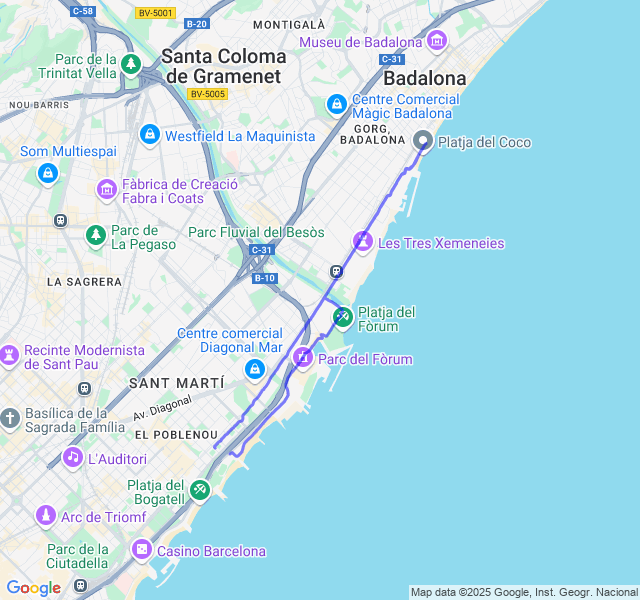 C-58
BV-5001
B-20
MONTIGALÀ
Museu de Badalona
Parc de la
Trinitat Vella
Santa Coloma
de Gramenet
C-31
Badalona
BV-5005
NOU BARRIS
Centre Comercial
Màgic Badalona
Westfield La Maquinista
GORG,
BADALONA
Platja del Coco
Som Multiespai
Fàbrica de Creació
Fabra i Coats
Parc de
La Pegaso
Parc Fluvial del Besòs
C-31
Les Tres Xemeneies
B-10
LA SAGRERA
Platja del
Fòrum
Centre comercial
Diagonal Mar
Recinte Modernista
de Sant Pau
Parc del Fòrum
SANT MARTÍ
Av. Diagonal
Basílica de la
Sagrada Família
EL POBLENOU
L'Auditori
Platja del
Bogatell
Arc de Triomf
Parc de la
Ciutadella
Casino Barcelona
Google
Map data ©2025 Google, Inst. Geogr. Nacional